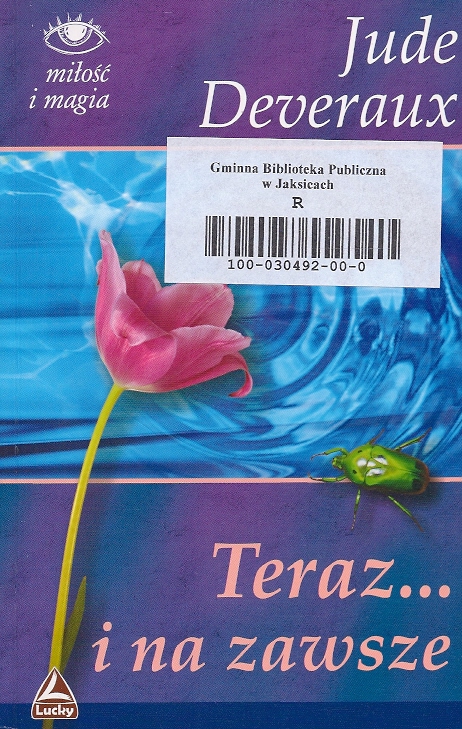 miłość
i magia
Jude
Deveraux
Gminna Biblioteka Publiczna
w Jaksicach
R
100-030492-00-0
Teraz...
i na zawsze
Lucky